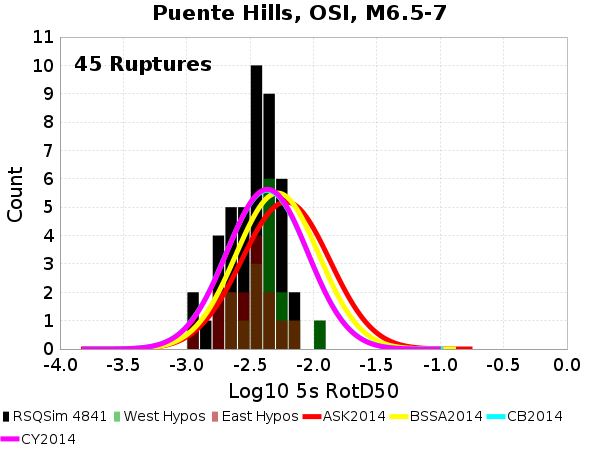 Puente Hills, OSI, M6.5-7
45 Ruptures
Count
11
10
9
8
7
6
5
4
3
2
1
0
-4.0 -3.5 -3.0 -2.5 -2.0 -1.5 -1.0 -0.5 0.0
Log10 5s RotD50
RSQSim 4841 West Hypos East Hypos ASK2014 BSSA2014 CB2014
CY2014